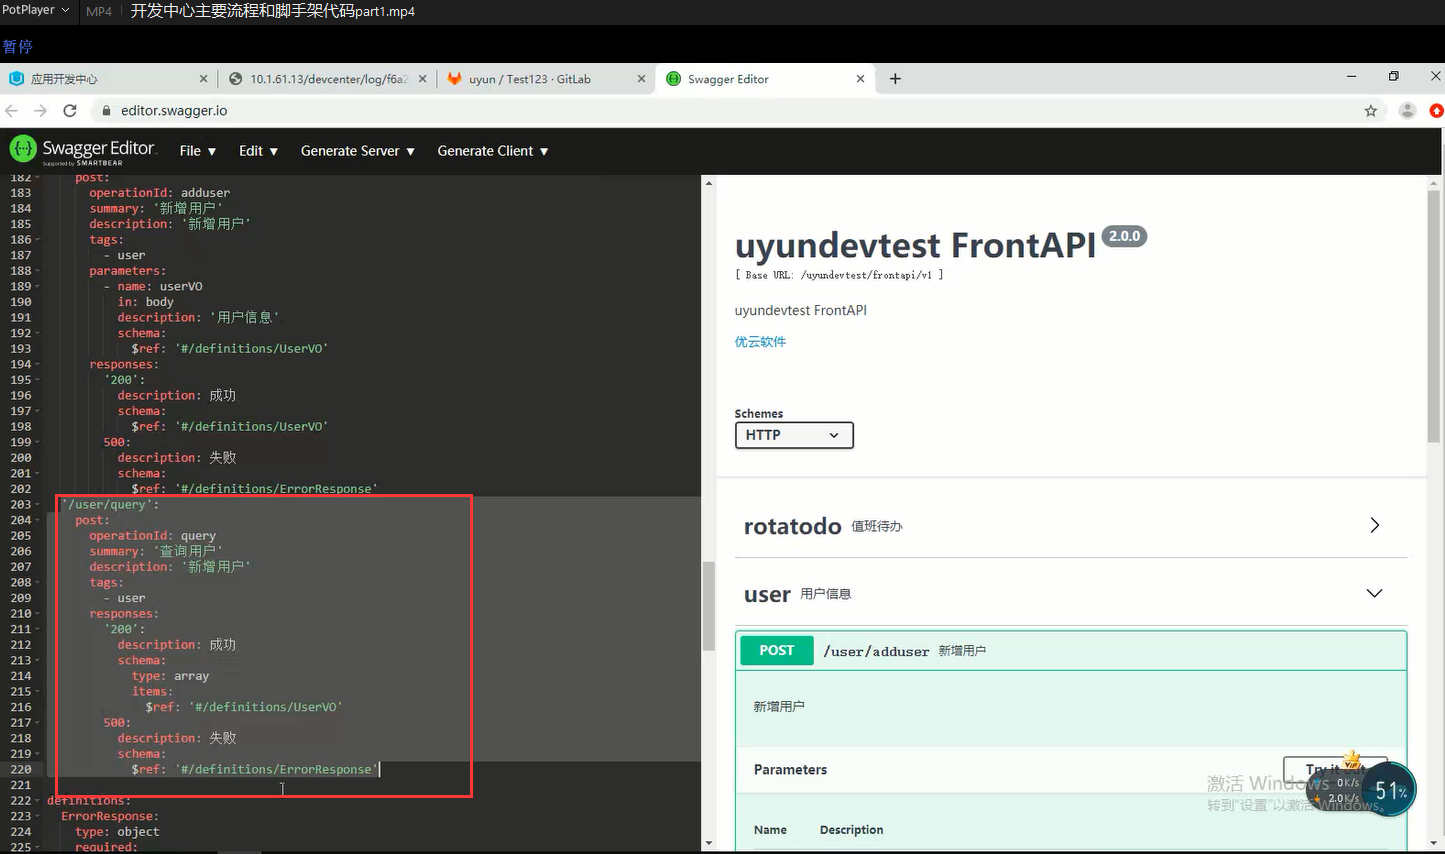 PotPlayer MP4 开发中心主要流程和脚手架代码part1.mp4
暂停
应用开发中心 10.1.61.13/devcenter/log/f6a2 uyun / Test123 · GitLab Swagger Editor
editor.swagger.io
Swagger Editor. File Edit Generate Server Generate Client
Supported by SMARTBEAR
182 post:
183 operationId: adduser
184 summary: '新增用户'
185 description: '新增用户'
186 tags:
187 - user
188 parameters:
189 - name: userVO
190 in: body
191 description: '用户信息'
192 schema:
193 $ref: '#/definitions/UserVO'
194 responses:
195 '200':
196 description: 成功
197 schema:
198 $ref: '#/definitions/UserVO'
199 500:
200 description: 失败
201 schema:
202 $ref: '#/definitions/ErrorResponse'
203 '/user/query':
204 post:
205 operationId: query
206 summary: '查询用户'
207 description: '新增用户'
208 tags:
209 - user
210 responses:
211 '200':
212 description: 成功
213 schema:
214 type: array
215 items:
216 $ref: '#/definitions/UserVO'
217 500:
218 description: 失败
219 schema:
220 $ref: '#/definitions/ErrorResponse'
221
222 definitions:
223 ErrorResponse:
224 type: object
225 required:
uyundevtest FrontAPI 2.0.0
[ Base URL: /uyundevtest/frontapi/v1 ]
uyundevtest FrontAPI
优云软件
Schemes
HTTP
rotatodo 值班待办
user 用户信息
POST /user/adduser 新增用户
新增用户
Parameters
Try it out
VIP
激活 Windows
转到"设置"以激活 Windows。
0K/s
2.0K/s
51%
Name Description